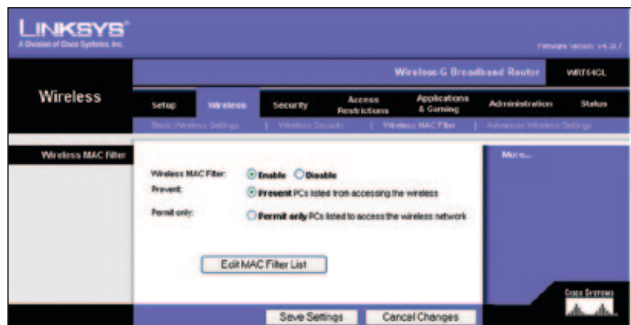 LINKSYS®
A Division of Cisco Systems, Inc.
Firmware Version: v4.30.7
Wireless-G Broadband Router WRT54GL
Wireless
Setup Wireless Security Access Restrictions Applications & Gaming Administration Status
Basic Wireless Settings | Wireless Security | Wireless MAC Filter | Advanced Wireless Settings
Wireless MAC Filter
More...
Wireless MAC Filter: Enable Disable
Prevent: Prevent PCs listed from accessing the wireless
Permit only: Permit only PCs listed to access the wireless network
Edit MAC Filter List
Save Settings Cancel Changes
Cisco Systems